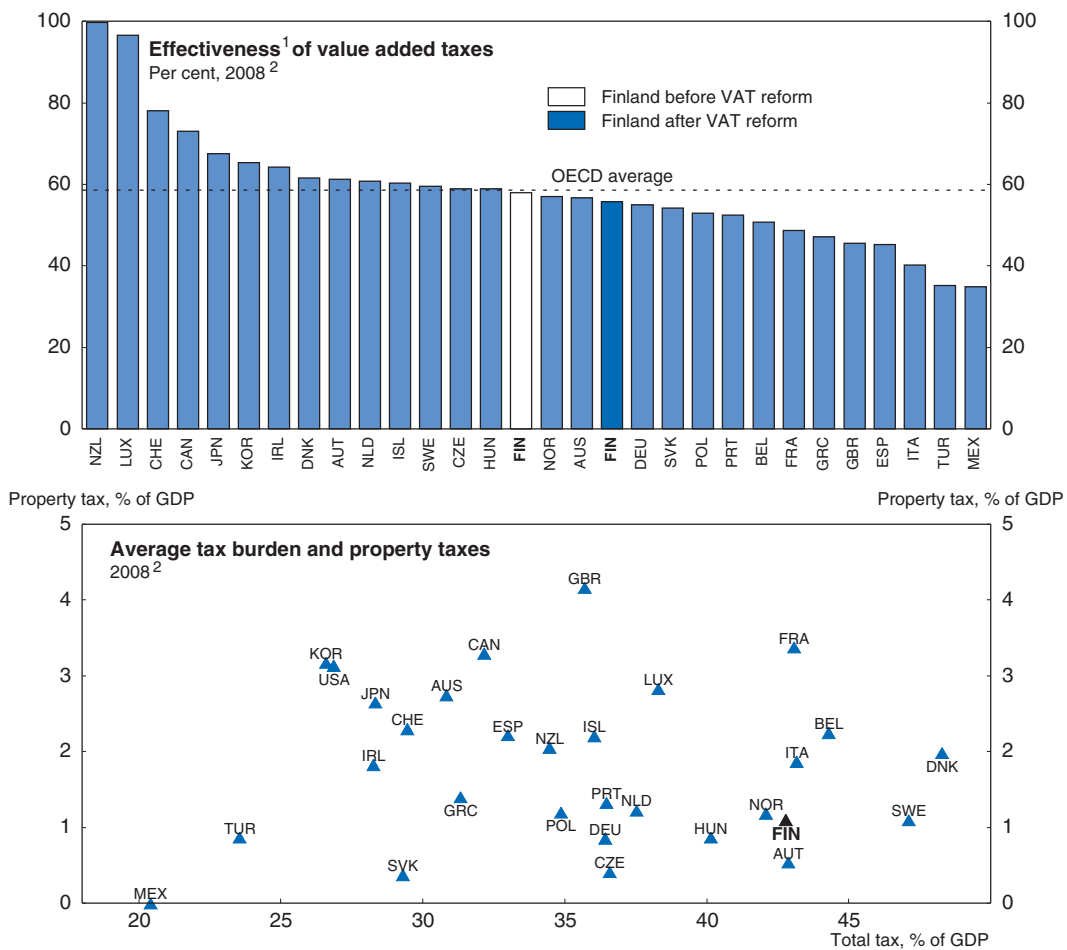 Effectiveness¹ of value added taxes
Per cent, 2008 ²
Finland before VAT reform
Finland after VAT reform
OECD average
100 100
80 80
60 60
40 40
20 20
0 0
NZL LUX CHE CAN JPN KOR IRL DNK AUT NLD ISL SWE CZE HUN FIN NOR AUS FIN DEU SVK POL PRT BEL FRA GRC GBR ESP ITA TUR MEX
Property tax, % of GDP Property tax, % of GDP
Average tax burden and property taxes
2008 ²
5 5
4 4
3 3
2 2
1 1
0 0
GBR
FRA
CAN
KOR
USA
LUX
AUS
JPN
CHE
ESP
ISL
BEL
NZL
ITA
IRL
DNK
PRT
NLD
GRC
NOR
SWE
POL
TUR
DEU
HUN
FIN
SVK
CZE
AUT
MEX
20 25 30 35 40 45
Total tax, % of GDP